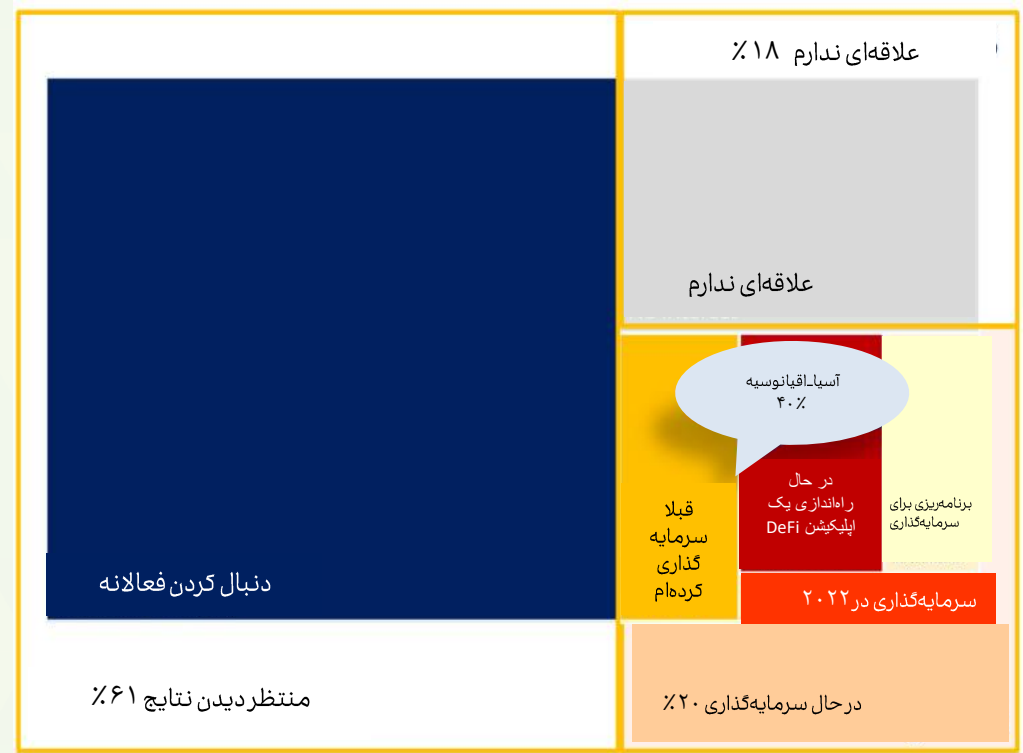 علاقه‌ای ندارم ۱۸٪
علاقه‌ای ندارم
آسیا-اقیانوسیه
۴۰٪
قبلا
سرمایه
گذاری
کرده‌ام
در حال
راه‌اندازی یک
اپلیکیشن DeFi
برنامه‌ریزی برای
سرمایه‌گذاری
سرمایه‌گذاری در ۲۰۲۲
دنبال کردن فعالانه
منتظر دیدن نتایج ۶۱٪
در حال سرمایه‌گذاری ۲۰٪